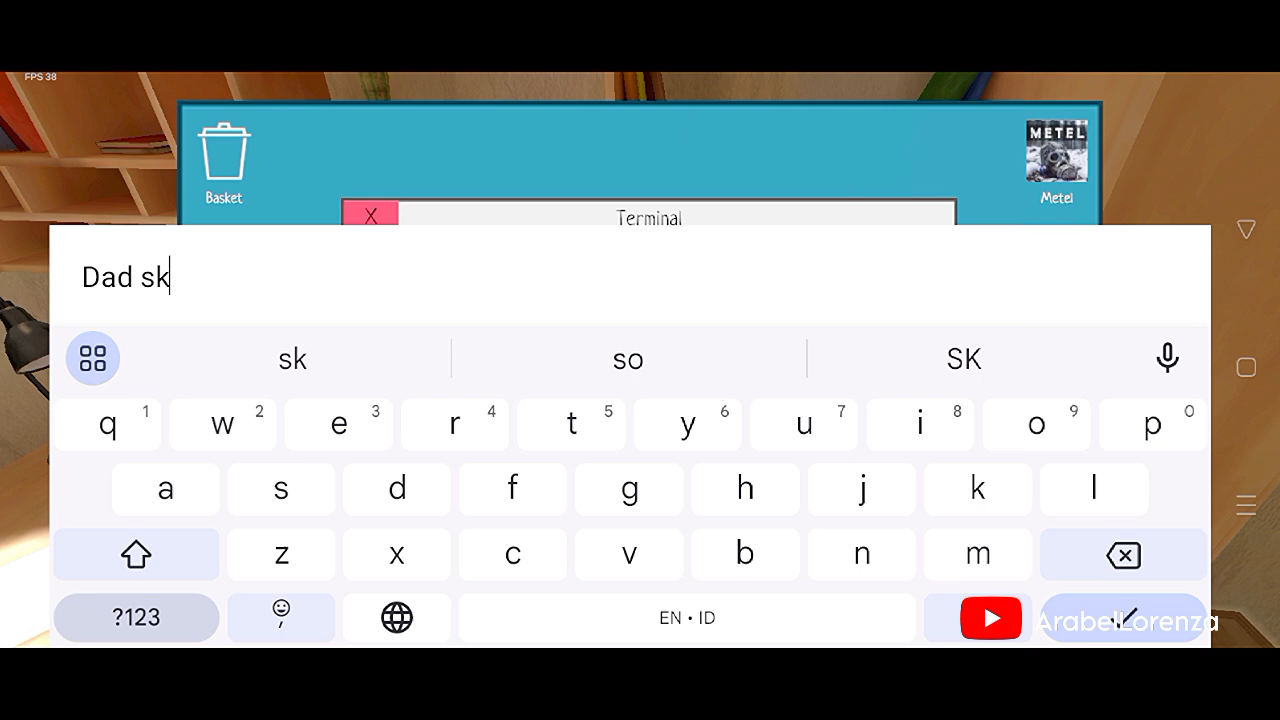 FPS 38
METEL
Basket
Metel
X
Terminal
Dad sk
sk
so
SK
q 1 w 2 e 3 r 4 t 5 y 6 u 7 i 8 o 9 p 0
a s d f g h j k l
z x c v b n m
?123
,
EN • ID
ArabelLorenza